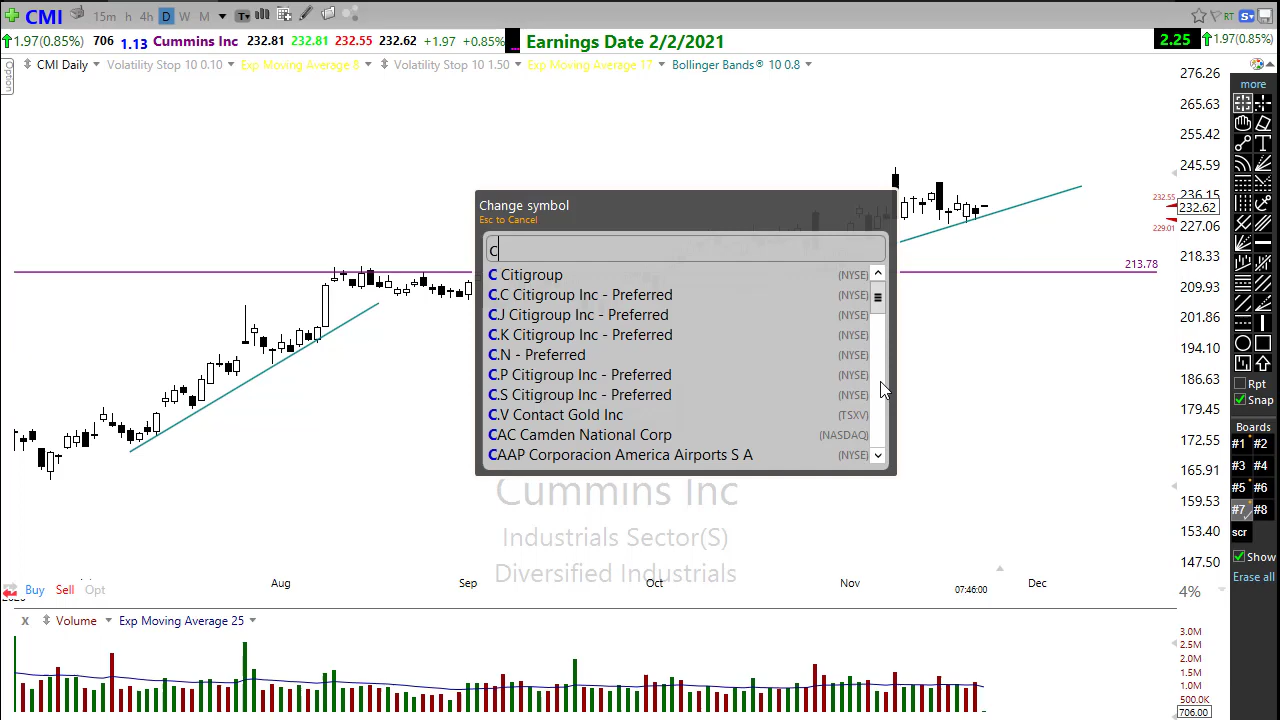 CMI 15m h 4h D W M T RT S
1.97(0.85%) 706 1.13 Cummins Inc 232.81 232.81 232.55 232.62 +1.97 +0.85% Earnings Date 2/2/2021 2.25 1.97(0.85%)
Option
CMI Daily Volatility Stop 10 0.10 Exp Moving Average 8 Volatility Stop 10 1.50 Exp Moving Average 17 Bollinger Bands® 10 0.8
276.26
265.63
255.42
245.59
236.15
232.55
232.62
229.01
227.06
218.33
213.78
209.93
201.86
194.10
186.63
179.45
172.55
165.91
159.53
153.40
147.50
4%
Change symbol
Esc to Cancel
C
C Citigroup (NYSE)
C.C Citigroup Inc - Preferred (NYSE)
C.J Citigroup Inc - Preferred (NYSE)
C.K Citigroup Inc - Preferred (NYSE)
C.N - Preferred (NYSE)
C.P Citigroup Inc - Preferred (NYSE)
C.S Citigroup Inc - Preferred (NYSE)
C.V Contact Gold Inc (TSXV)
CAC Camden National Corp (NASDAQ)
CAAP Corporacion America Airports S A (NYSE)
Cummins Inc
Industrials Sector(S)
Diversified Industrials
Aug Sep Oct Nov Dec
Buy Sell Opt 07:46:00
x Volume Exp Moving Average 25
3.0M
2.5M
2.0M
1.5M
1.0M
500.0K
706.00
more
T
Rpt
Snap
Boards
#1 #2
#3 #4
#5 #6
#7 #8
scr
Show
Erase all